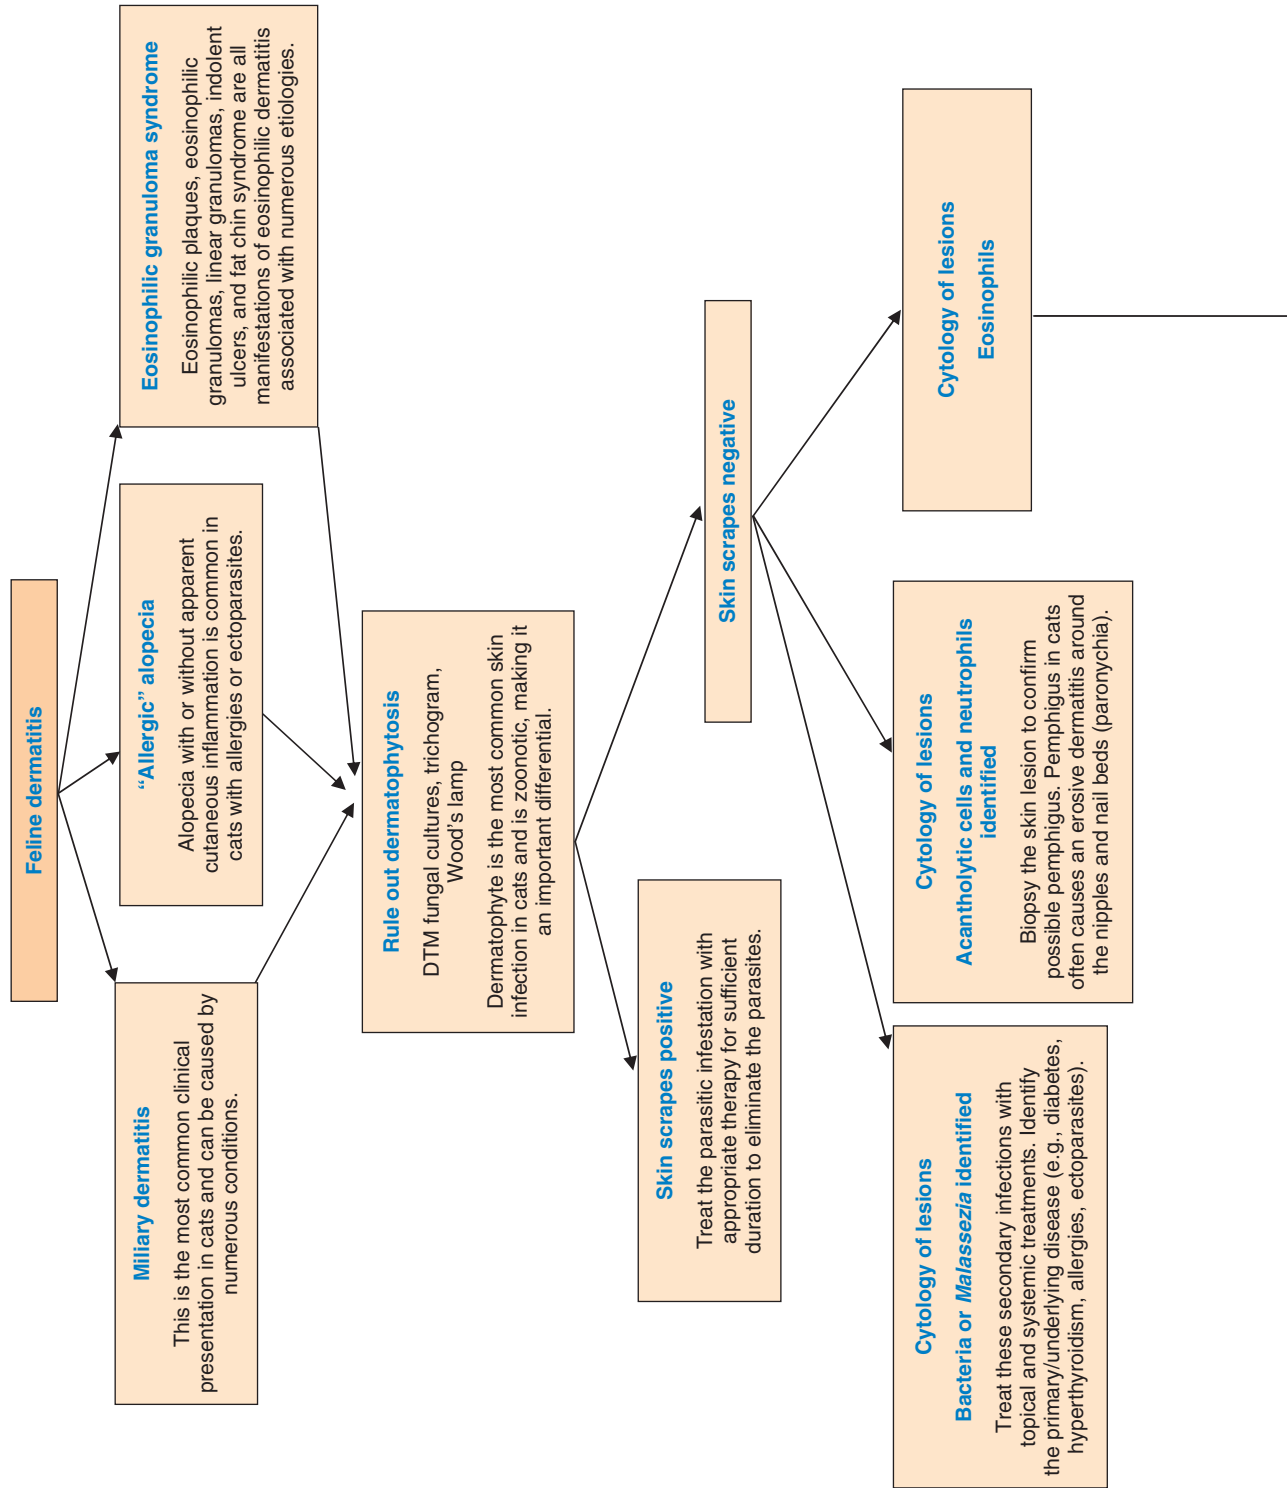 Feline dermatitis
Miliary dermatitis
This is the most common clinical
presentation in cats and can be caused by
numerous conditions.
“Allergic” alopecia
Alopecia with or without apparent
cutaneous inflammation is common in
cats with allergies or ectoparasites.
Eosinophilic granuloma syndrome
Eosinophilic plaques, eosinophilic
granulomas, linear granulomas, indolent
ulcers, and fat chin syndrome are all
manifestations of eosinophilic dermatitis
associated with numerous etiologies.
Rule out dermatophytosis
DTM fungal cultures, trichogram,
Wood’s lamp
Dermatophyte is the most common skin
infection in cats and is zoonotic, making it
an important differential.
Skin scrapes positive
Treat the parasitic infestation with
appropriate therapy for sufficient
duration to eliminate the parasites.
Skin scrapes negative
Cytology of lesions
Bacteria or Malassezia identified
Treat these secondary infections with
topical and systemic treatments. Identify
the primary/underlying disease (e.g., diabetes,
hyperthyroidism, allergies, ectoparasites).
Cytology of lesions
Acantholytic cells and neutrophils
identified
Biopsy the skin lesion to confirm
possible pemphigus. Pemphigus in cats
often causes an erosive dermatitis around
the nipples and nail beds (paronychia).
Cytology of lesions
Eosinophils